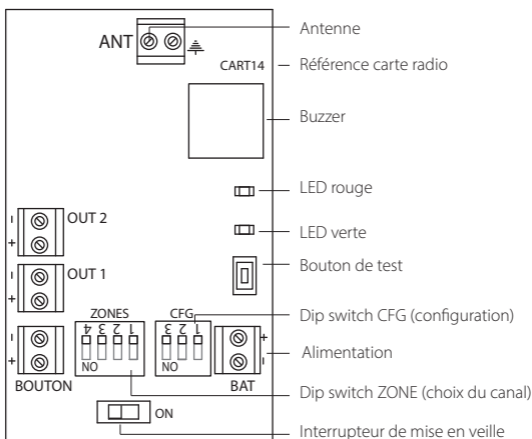 ANT
Antenne
CART14
Référence carte radio
Buzzer
LED rouge
- OUT 2
+
LED verte
- OUT 1
+
Bouton de test
ZONES
CFG
Dip switch CFG (configuration)
4 3 2 1
3 2 1
-
+
+
-
Alimentation
NO
NO
BOUTON
BAT
Dip switch ZONE (choix du canal)
ON
Interrupteur de mise en veille